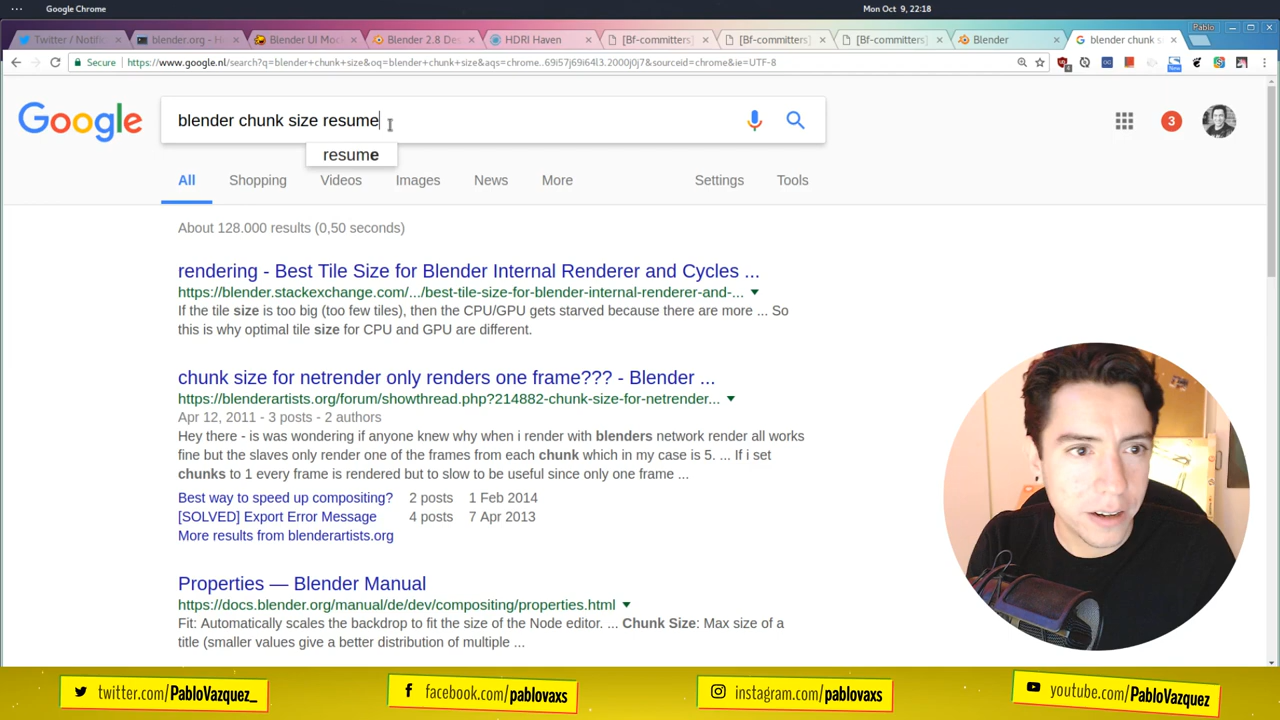 Google Chrome
Mon Oct 9, 22:18
Twitter / Notific
blender.org - H
Blender UI Mo
Blender 2.8 De
HDRI Haven
[Bf-committers]
[Bf-committers]
[Bf-committers]
Blender
blender chunk s
Pablo
Secure
https://www.google.nl/search?q=blender+chunk+size&oq=blender+chunk+size&aqs=chrome..69i57j69i64l3.2000j0j7&sourceid=chrome&ie=UTF-8
Google
blender chunk size resume
3
resume
All
Shopping
Videos
Images
News
More
Settings
Tools
About 128.000 results (0,50 seconds)
rendering - Best Tile Size for Blender Internal Renderer and Cycles ...
https://blender.stackexchange.com/.../best-tile-size-for-blender-internal-renderer-and-...
If the tile size is too big (too few tiles), then the CPU/GPU gets starved because there are more ... So
this is why optimal tile size for CPU and GPU are different.
chunk size for netrender only renders one frame??? - Blender ...
https://blenderartists.org/forum/showthread.php?214882-chunk-size-for-netrender...
Apr 12, 2011 - 3 posts - 2 authors
Hey there - is was wondering if anyone knew why when i render with blenders network render all works
fine but the slaves only render one of the frames from each chunk which in my case is 5. ... If i set
chunks to 1 every frame is rendered but to slow to be useful since only one frame ...
Best way to speed up compositing? 2 posts 1 Feb 2014
[SOLVED] Export Error Message 4 posts 7 Apr 2013
More results from blenderartists.org
Properties — Blender Manual
https://docs.blender.org/manual/de/dev/compositing/properties.html
Fit: Automatically scales the backdrop to fit the size of the Node editor. ... Chunk Size: Max size of a
title (smaller values give a better distribution of multiple ...
twitter.com/PabloVazquez_
facebook.com/pablovaxs
instagram.com/pablovaxs
youtube.com/PabloVazquez